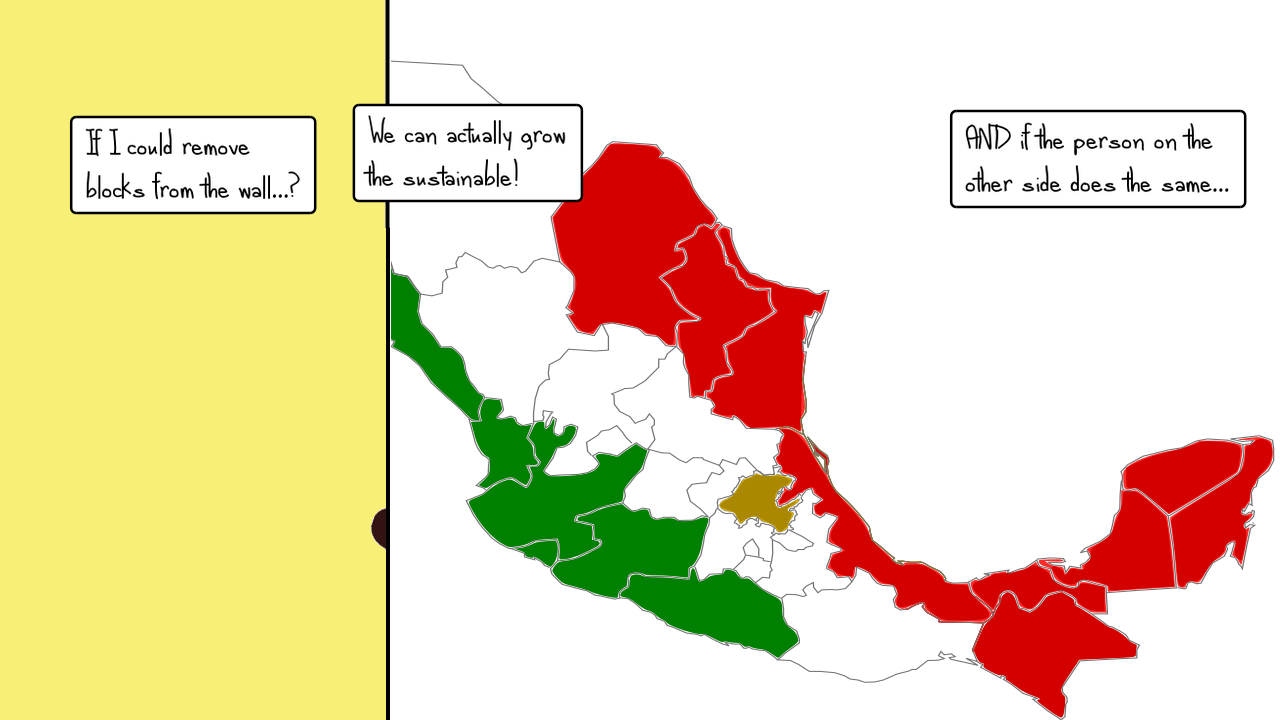 If I could remove
blocks from the wall...?
We can actually grow
the sustainable!
AND if the person on the
other side does the same...